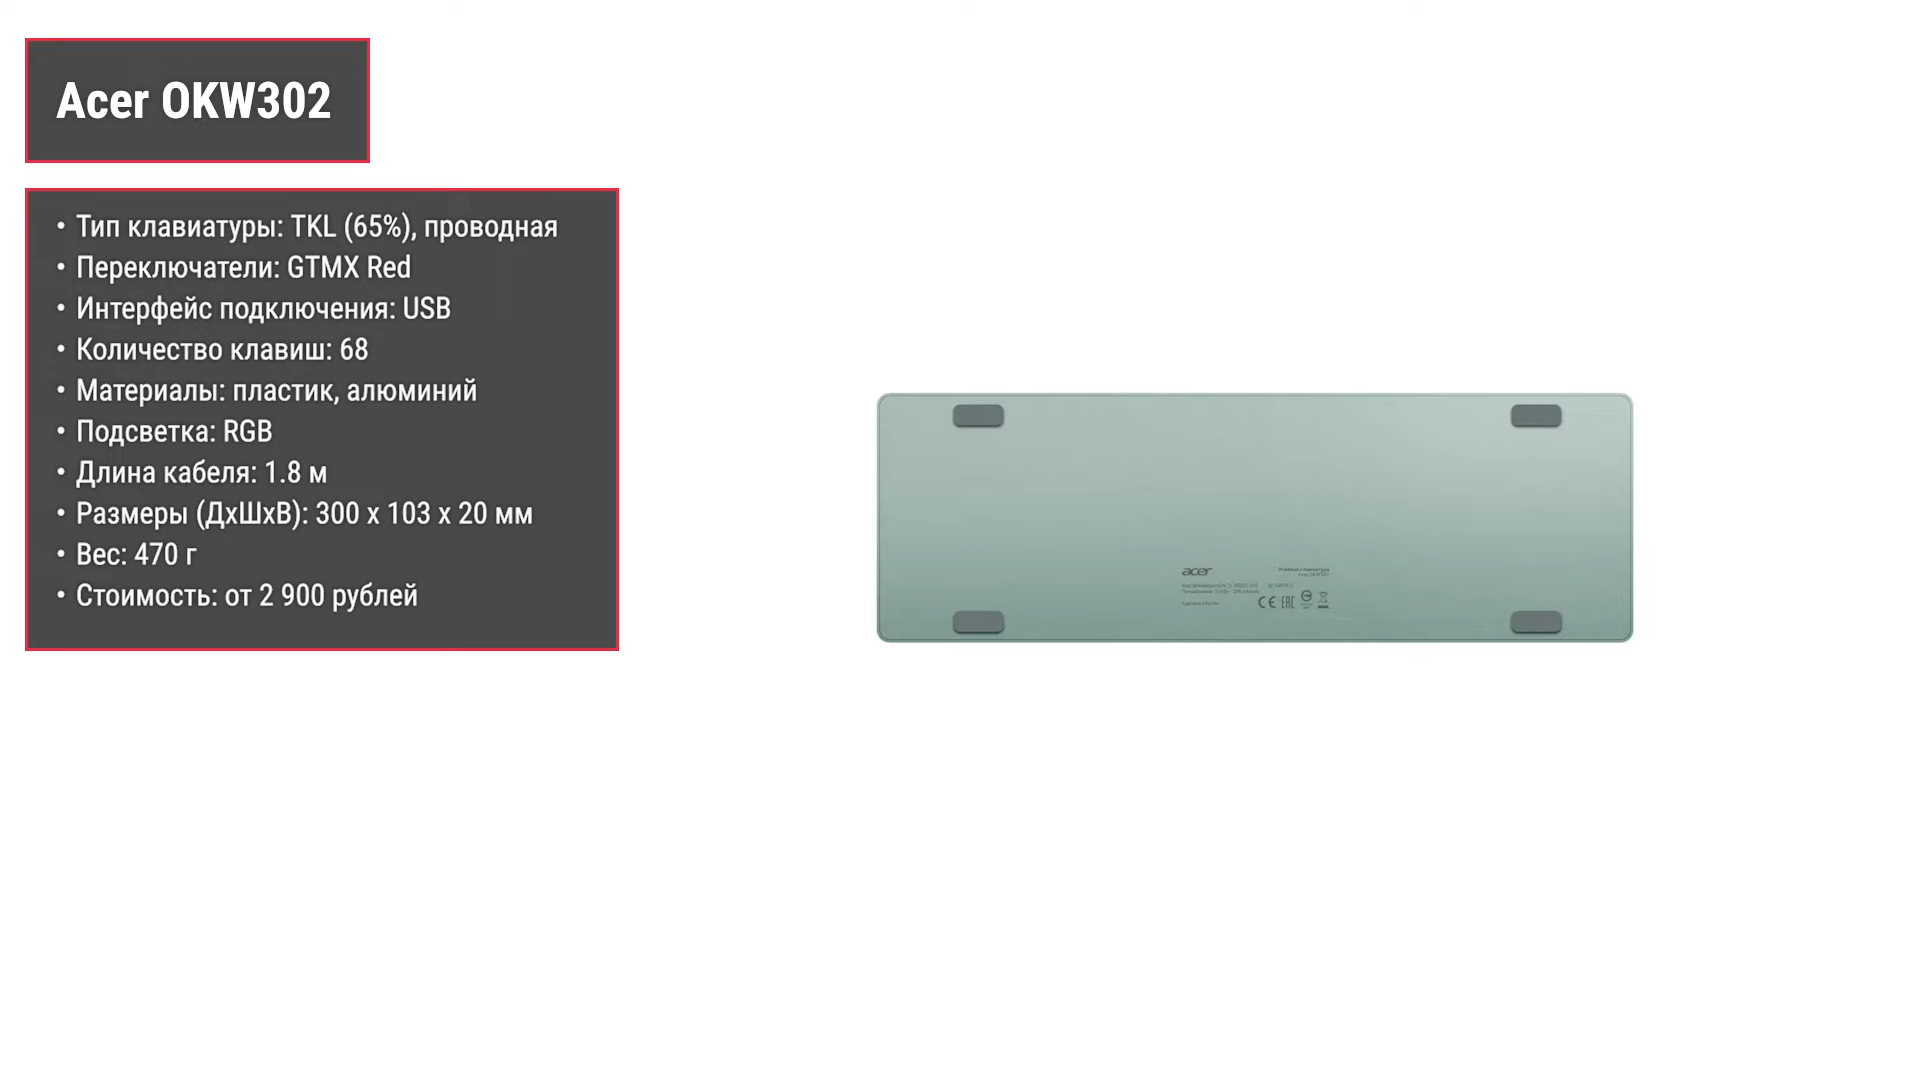 Acer OKW302
• Тип клавиатуры: TKL (65%), проводная
• Переключатели: GTMX Red
• Интерфейс подключения: USB
• Количество клавиш: 68
• Материалы: пластик, алюминий
• Подсветка: RGB
• Длина кабеля: 1.8 м
• Размеры (ДхШхВ): 300 x 103 x 20 мм
• Вес: 470 г
• Стоимость: от 2 900 рублей
acer
CE EAC